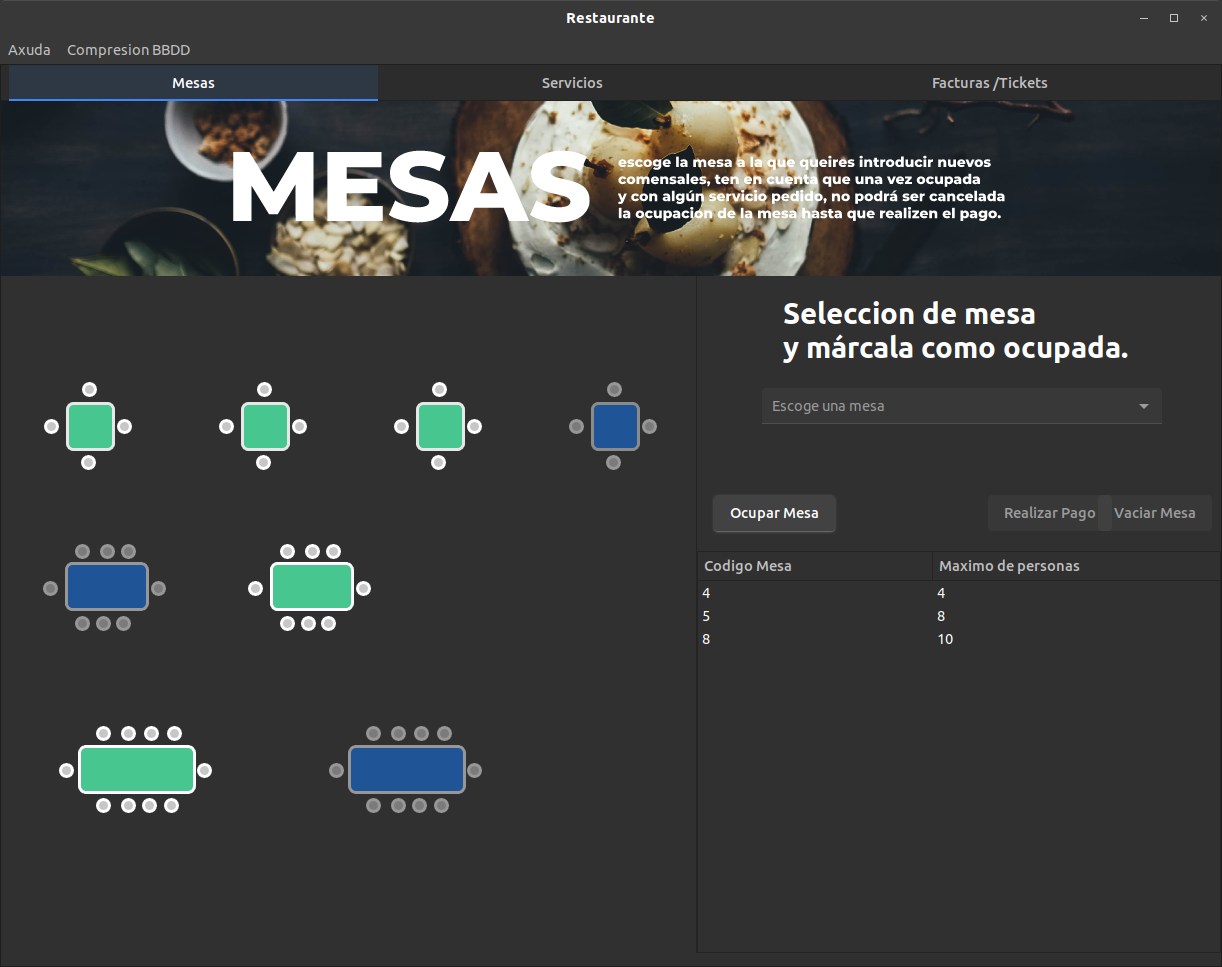 Restaurante
Axuda Compresion BBDD
Mesas Servicios Facturas /Tickets
MESAS
escoge la mesa a la que queires introducir nuevos
comensales, ten en cuenta que una vez ocupada
y con algún servicio pedido, no podrá ser cancelada
la ocupación de la mesa hasta que realizen el pago.
Seleccion de mesa
y márcala como ocupada.
Escoge una mesa
Ocupar Mesa Realizar Pago Vaciar Mesa
Codigo Mesa Maximo de personas
4 4
5 8
8 10